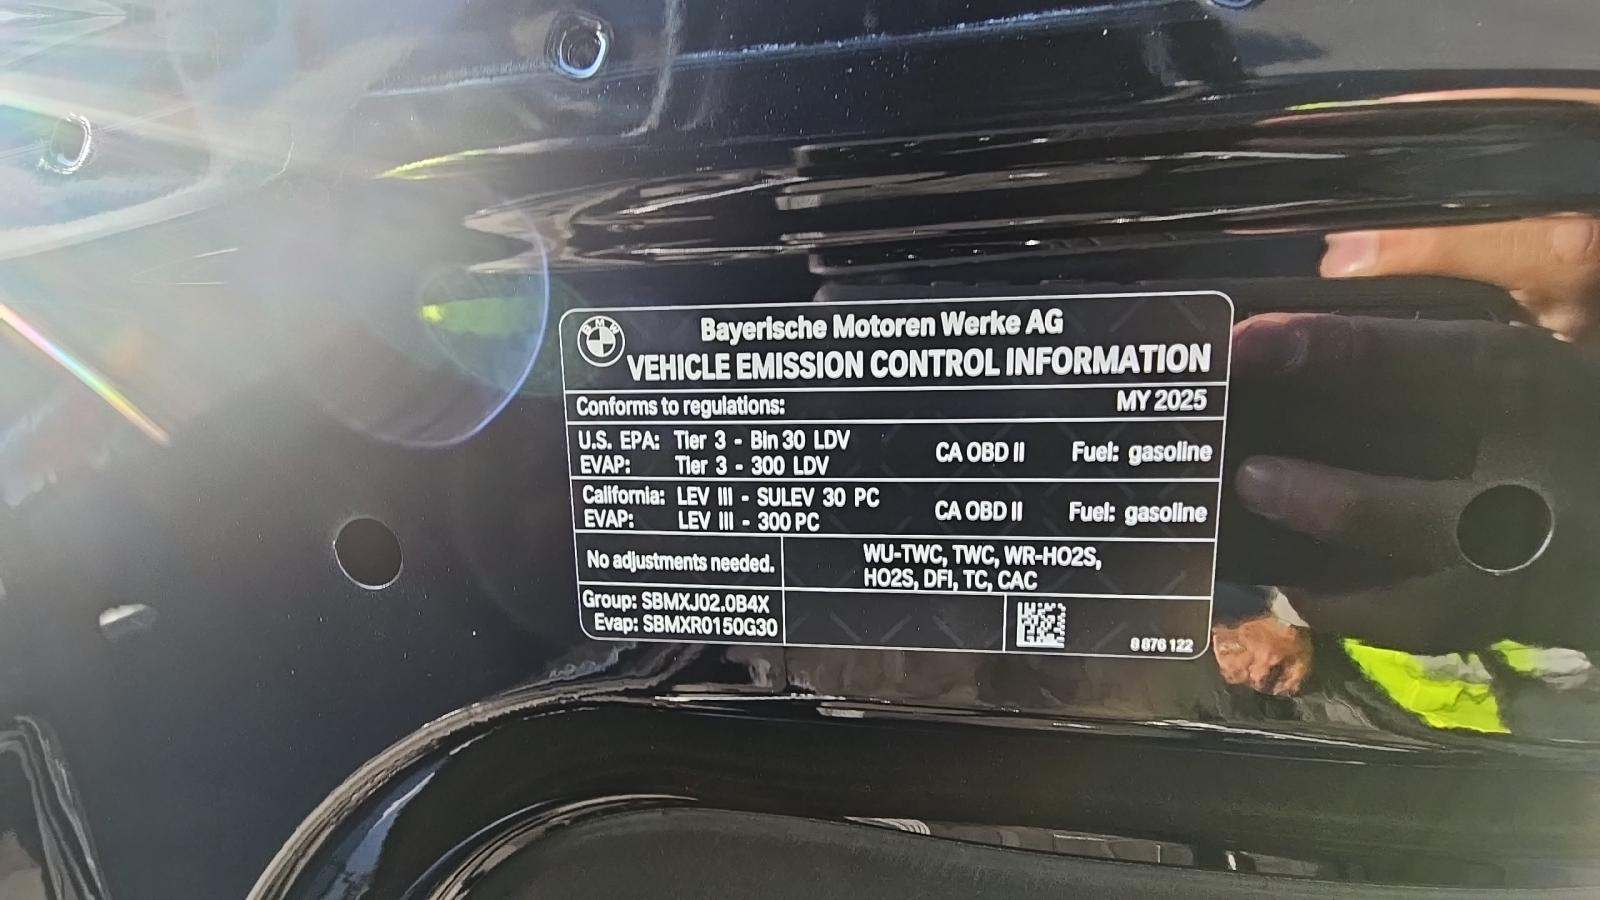 BMW
Bayerische Motoren Werke AG
VEHICLE EMISSION CONTROL INFORMATION
Conforms to regulations: MY 2025
U.S. EPA: Tier 3 - Bin 30 LDV CA OBD II Fuel: gasoline
EVAP: Tier 3 - 300 LDV
California: LEV III - SULEV 30 PC CA OBD II Fuel: gasoline
EVAP: LEV III - 300 PC
No adjustments needed.
WU-TWC, TWC, WR-HO2S,
HO2S, DFI, TC, CAC
Group: SBMXJ02.0B4X
Evap: SBMXR0150G30
8 876 122